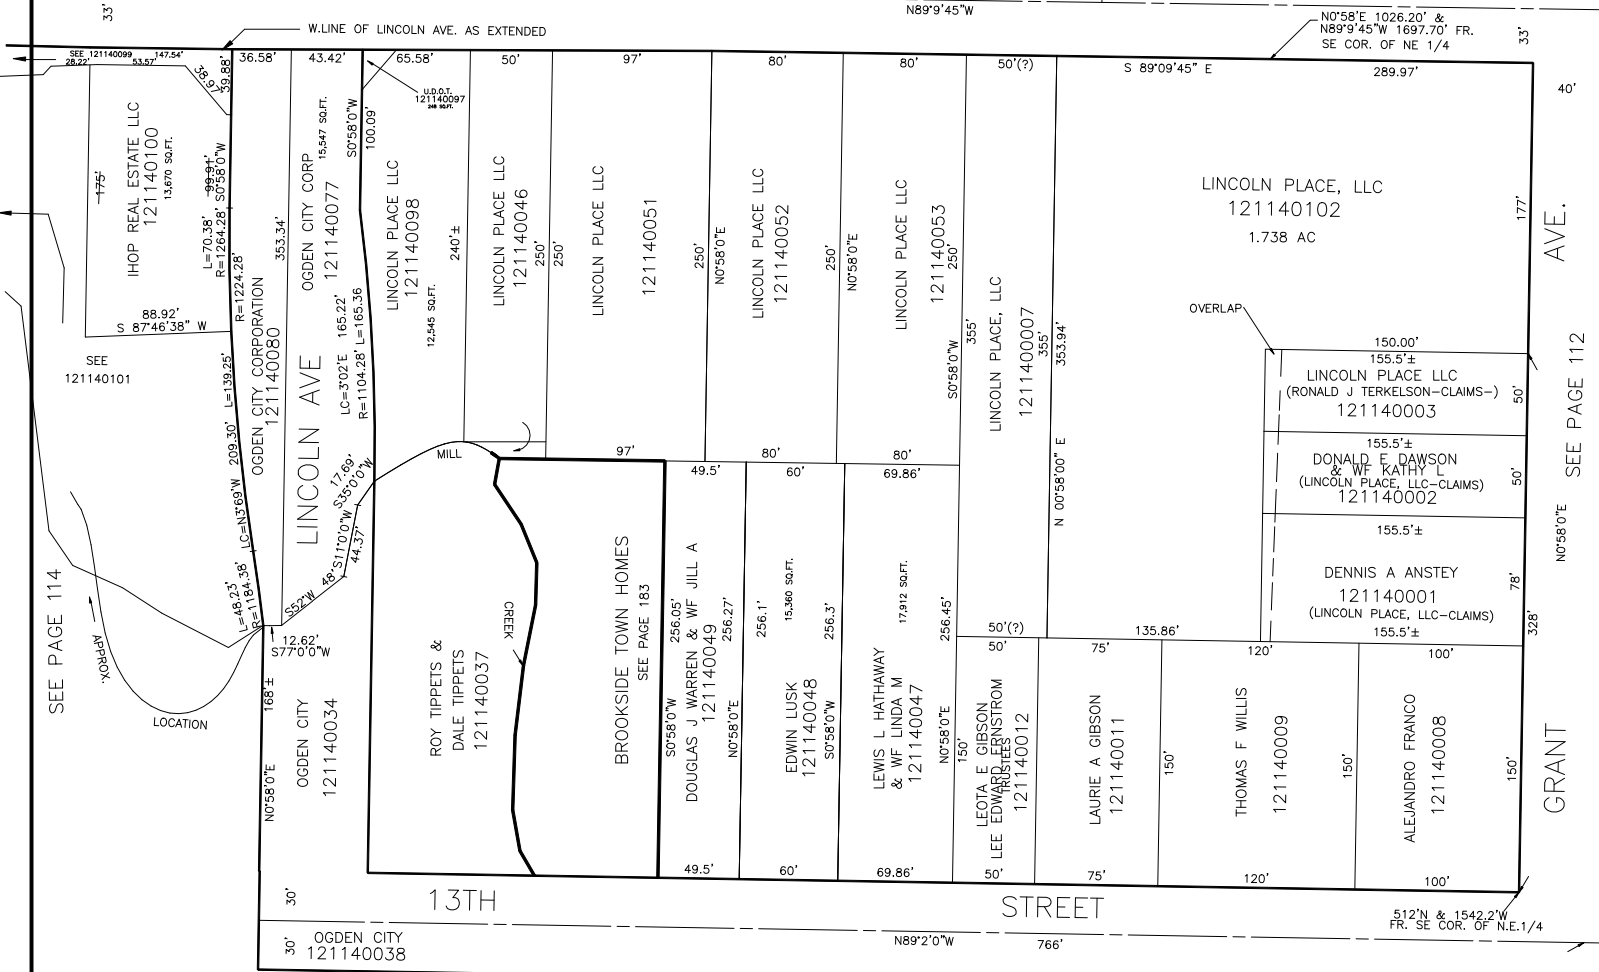 33'
N89°9'45"W
N0°58'E 1026.20' &
N89°9'45"W 1697.70' FR.
SE COR. OF NE 1/4
33'
W.LINE OF LINCOLN AVE. AS EXTENDED
SEE 121140099 147.54'
28.22' 53.57'
38.97'
39.88'
36.58'
43.42'
65.58'
50'
97'
80'
80'
50'(?)
S 89°09'45" E
289.97'
40'
U.D.O.T.
121140097
248 SQ.FT.
IHOP REAL ESTATE LLC
121140100
13,670 SQ.FT.
175'
99.91'
S0°58'0"W
L=70.38'
R=1264.28'
88.92'
S 87°46'38" W
SEE
121140101
R=1224.28'
353.34'
OGDEN CITY CORPORATION
121140080
L=139.25'
209.30'
LC=N3°69'W
L=48.23'
R=1184.38'
OGDEN CITY CORP
121140077
15,547 SQ.FT.
S0°58'0"W
100.09'
LC=3°02'E 165.22'
R=1104.28' L=165.36
LINCOLN AVE
17.69'
S35°0'0"W
S11°0'0"W
44.37'
S52°W 48'
12.62'
S77°0'0"W
LINCOLN PLACE LLC
121140098
12,545 SQ.FT.
240'±
LINCOLN PLACE LLC
121140046
250'
250'
LINCOLN PLACE LLC
121140051
250'
N0°58'0"E
97'
LINCOLN PLACE LLC
121140052
250'
N0°58'0"E
80'
LINCOLN PLACE LLC
121140053
250'
S0°58'0"W
80'
355'
LINCOLN PLACE, LLC
121140007
355'
353.94'
N 00°58'00" E
50'(?)
LINCOLN PLACE, LLC
121140102
1.738 AC
177'
OVERLAP
150.00'
155.5'±
LINCOLN PLACE LLC
(RONALD J TERKELSON-CLAIMS-)
121140003
50'
155.5'±
DONALD E DAWSON
& WF KATHY L
(LINCOLN PLACE, LLC-CLAIMS)
121140002
50'
155.5'±
DENNIS A ANSTEY
121140001
(LINCOLN PLACE, LLC-CLAIMS)
155.5'±
78'
135.86'
328'
N0°58'0"E
AVE.
SEE PAGE 112
GRANT
MILL
CREEK
SEE PAGE 114
APPROX.
LOCATION
168'±
N0°58'0"E
OGDEN CITY
121140034
ROY TIPPETS &
DALE TIPPETS
121140037
BROOKSIDE TOWN HOMES
SEE PAGE 183
49.5'
256.05'
S0°58'0"W
DOUGLAS J WARREN & WF JILL A
121140049
256.27'
N0°58'0"E
49.5'
60'
256.1'
EDWIN LUSK
121140048
15,360 SQ.FT.
256.3'
S0°58'0"W
60'
69.86'
LEWIS L HATHAWAY
& WF LINDA M
121140047
17,912 SQ.FT.
256.45'
N0°58'0"E
69.86'
50'
150'
LEOTA E GIBSON
LEE EDWARD ERNSTROM
TRUSTEES
121140012
50'
75'
LAURIE A GIBSON
121140011
150'
75'
120'
THOMAS F WILLIS
121140009
150'
120'
100'
ALEJANDRO FRANCO
121140008
150'
100'
30'
13TH STREET
30'
OGDEN CITY
121140038
N89°2'0"W
766'
512'N & 1542.2'W
FR. SE COR. OF N.E.1/4